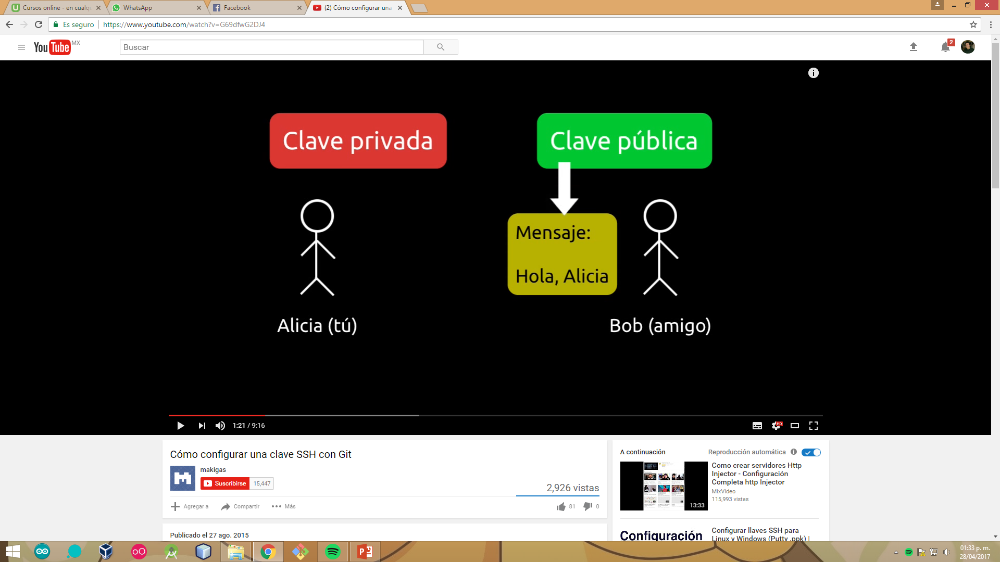 Cursos online - en cualqu
WhatsApp
Facebook
(2) Cómo configurar una
Es seguro
https://www.youtube.com/watch?v=G69dfwG2DJ4
YouTube MX
Buscar
2
Clave privada
Clave pública
Mensaje:
Hola, Alicia
Alicia (tú)
Bob (amigo)
1:21 / 9:16
HD
Cómo configurar una clave SSH con Git
makigas
Suscribirse 15,447
2,926 vistas
Agregar a
Compartir
Más
81
0
Publicado el 27 ago. 2015
A continuación
Reproducción automática
13:33
Como crear servidores Http
Injector - Configuración
Completa http Injector
MixVideo
115,993 vistas
Configuración
Configurar llaves SSH para
Linux y Windows (Putty .ppk) |
01:33 p. m.
28/04/2017